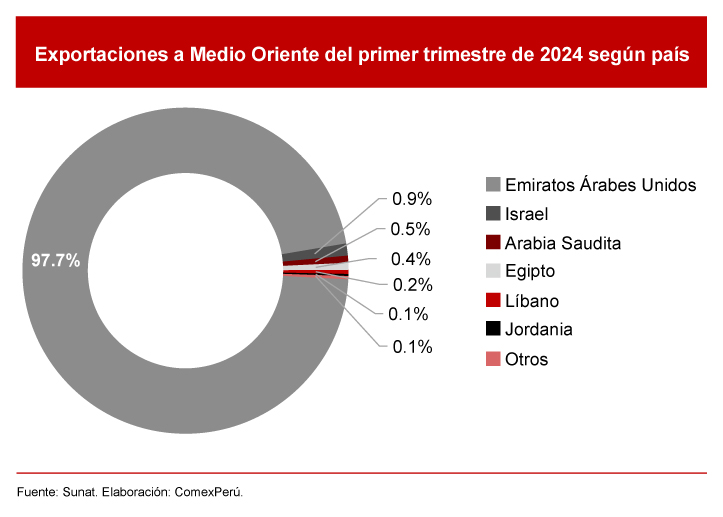 Exportaciones a Medio Oriente del primer trimestre de 2024 según país
97.7%
0.9%
0.5%
0.4%
0.2%
0.1%
0.1%
Emiratos Árabes Unidos
Israel
Arabia Saudita
Egipto
Líbano
Jordania
Otros
Fuente: Sunat. Elaboración: ComexPerú.